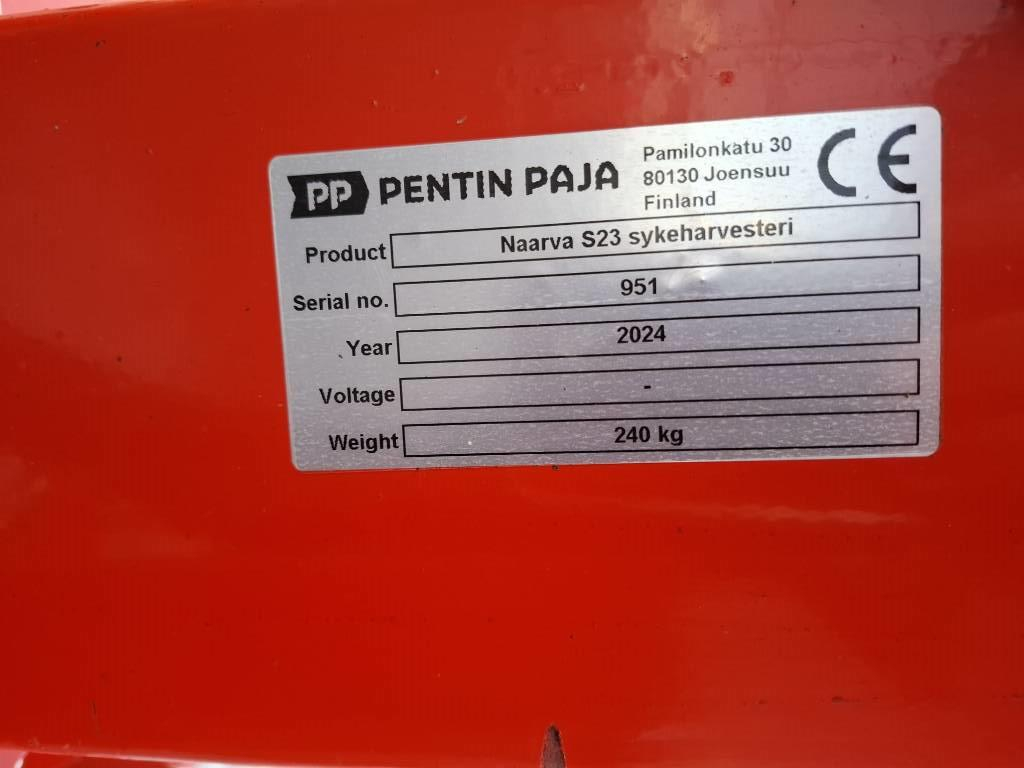 PP PENTIN PAJA
Pamilonkatu 30
80130 Joensuu
Finland
CE
Product Naarva S23 sykeharvesteri
Serial no. 951
Year 2024
Voltage -
Weight 240 kg